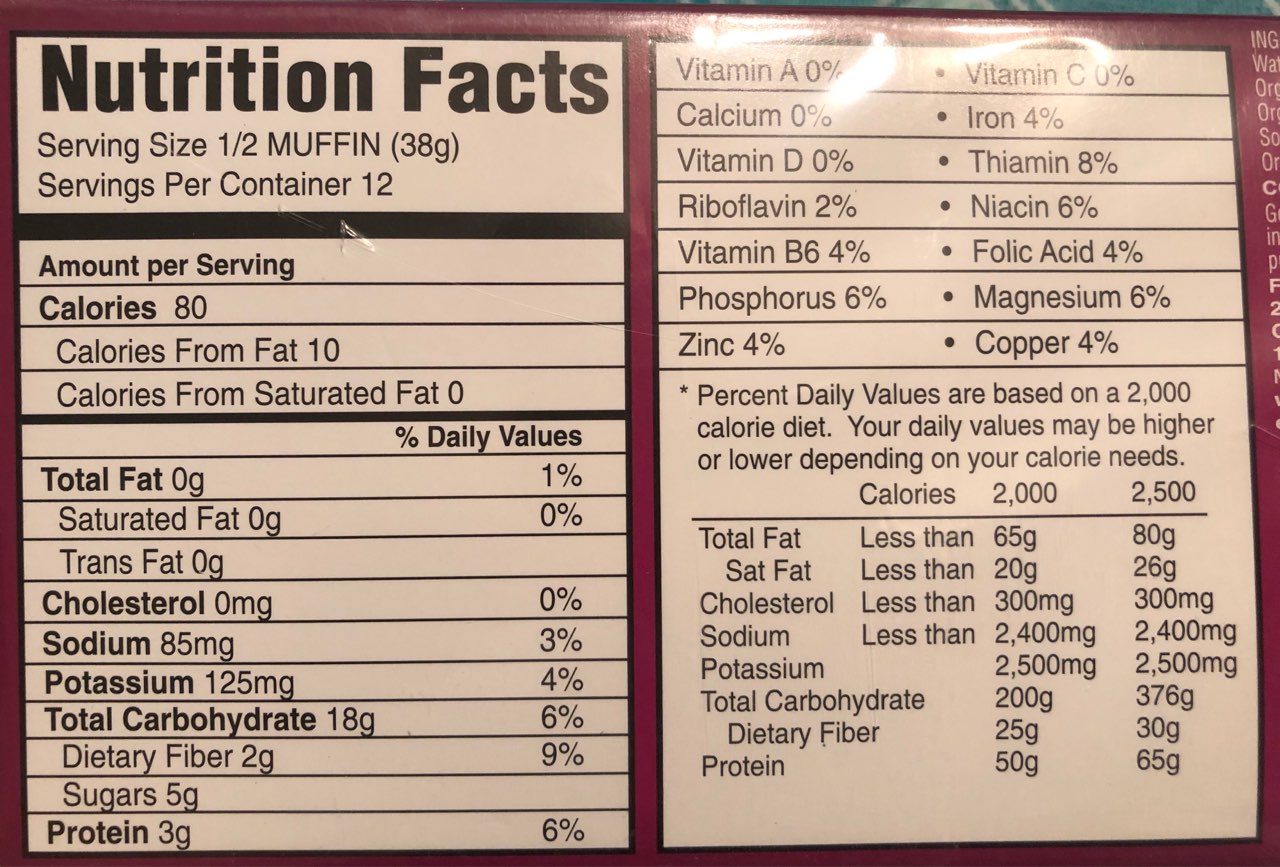 Nutrition Facts
Serving Size 1/2 MUFFIN (38g)
Servings Per Container 12
Amount per Serving
Calories 80
Calories From Fat 10
Calories From Saturated Fat 0
% Daily Values
Total Fat 0g 1%
Saturated Fat 0g 0%
Trans Fat 0g
Cholesterol 0mg 0%
Sodium 85mg 3%
Potassium 125mg 4%
Total Carbohydrate 18g 6%
Dietary Fiber 2g 9%
Sugars 5g
Protein 3g 6%
Vitamin A 0% • Vitamin C 0%
Calcium 0% • Iron 4%
Vitamin D 0% • Thiamin 8%
Riboflavin 2% • Niacin 6%
Vitamin B6 4% • Folic Acid 4%
Phosphorus 6% • Magnesium 6%
Zinc 4% • Copper 4%
* Percent Daily Values are based on a 2,000
calorie diet. Your daily values may be higher
or lower depending on your calorie needs.
Calories 2,000 2,500
Total Fat Less than 65g 80g
Sat Fat Less than 20g 26g
Cholesterol Less than 300mg 300mg
Sodium Less than 2,400mg 2,400mg
Potassium 2,500mg 2,500mg
Total Carbohydrate 200g 376g
Dietary Fiber 25g 30g
Protein 50g 65g